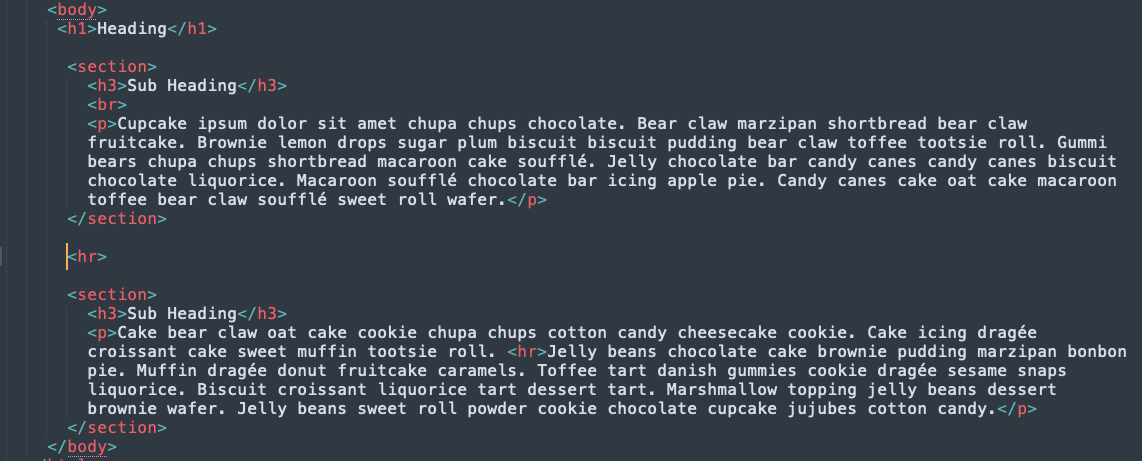 <body>
<h1>Heading</h1>
<section>
<h3>Sub Heading</h3>
<br>
<p>Cupcake ipsum dolor sit amet chupa chups chocolate. Bear claw marzipan shortbread bear claw
fruitcake. Brownie lemon drops sugar plum biscuit biscuit pudding bear claw toffee tootsie roll. Gummi
bears chupa chups shortbread macaroon cake soufflé. Jelly chocolate bar candy canes candy canes biscuit
chocolate liquorice. Macaroon soufflé chocolate bar icing apple pie. Candy canes cake oat cake macaroon
toffee bear claw soufflé sweet roll wafer.</p>
</section>
<hr>
<section>
<h3>Sub Heading</h3>
<p>Cake bear claw oat cake cookie chupa chups cotton candy cheesecake cookie. Cake icing dragée
croissant cake sweet muffin tootsie roll. <hr>Jelly beans chocolate cake brownie pudding marzipan bonbon
pie. Muffin dragée donut fruitcake caramels. Toffee tart danish gummies cookie dragée sesame snaps
liquorice. Biscuit croissant liquorice tart dessert tart. Marshmallow topping jelly beans dessert
brownie wafer. Jelly beans sweet roll powder cookie chocolate cupcake jujubes cotton candy.</p>
</section>
</body>